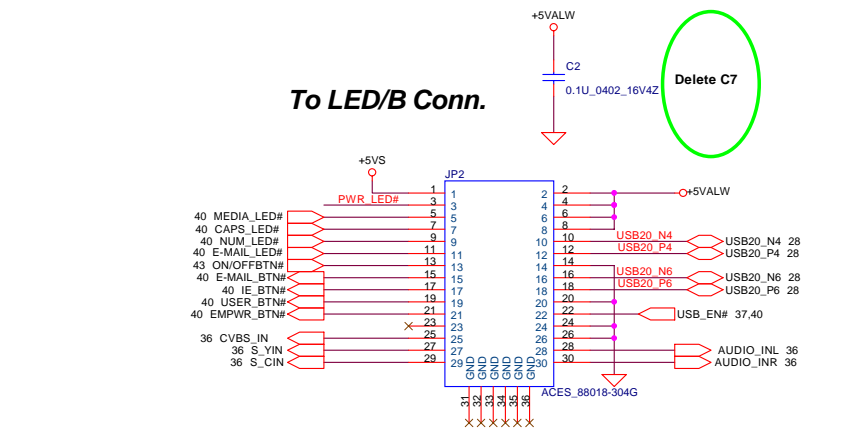 +5VALW
C2
0.1U_0402_16V4Z
Delete C7
To LED/B Conn.
+5VS
JP2
+5VALW
PWR_LED#
40 MEDIA_LED#
40 CAPS_LED#
40 NUM_LED#
40 E-MAIL_LED#
43 ON/OFFBTN#
40 E-MAIL_BTN#
40 IE_BTN#
40 USER_BTN#
40 EMPWR_BTN#
36 CVBS_IN
36 S_YIN
36 S_CIN
1 1 2 2
3 3 4 4
5 5 6 6
7 7 8 8
9 9 10 10
11 11 12 12
13 13 14 14
15 15 16 16
17 17 18 18
19 19 20 20
21 21 22 22
23 23 24 24
25 25 26 26
27 27 28 28
29 29 30 30
USB20_N4 USB20_N4 28
USB20_P4 USB20_P4 28
USB20_N6 USB20_N6 28
USB20_P6 USB20_P6 28
USB_EN# 37,40
AUDIO_INL 36
AUDIO_INR 36
GND GND GND GND GND GND
31 32 33 34 35 36
ACES_88018-304G